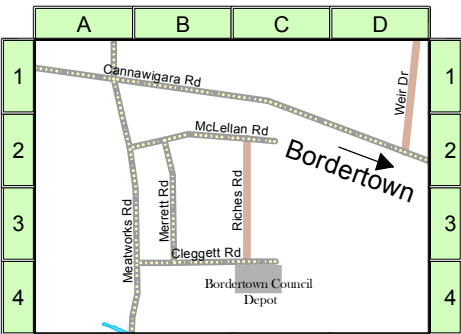 A B C D
1 1
Cannawigara Rd
Weir Dr
McLellan Rd
2 2
Bordertown
Meatworks Rd
Merrett Rd
Riches Rd
3 3
Cleggett Rd
Bordertown Council
Depot
4 4